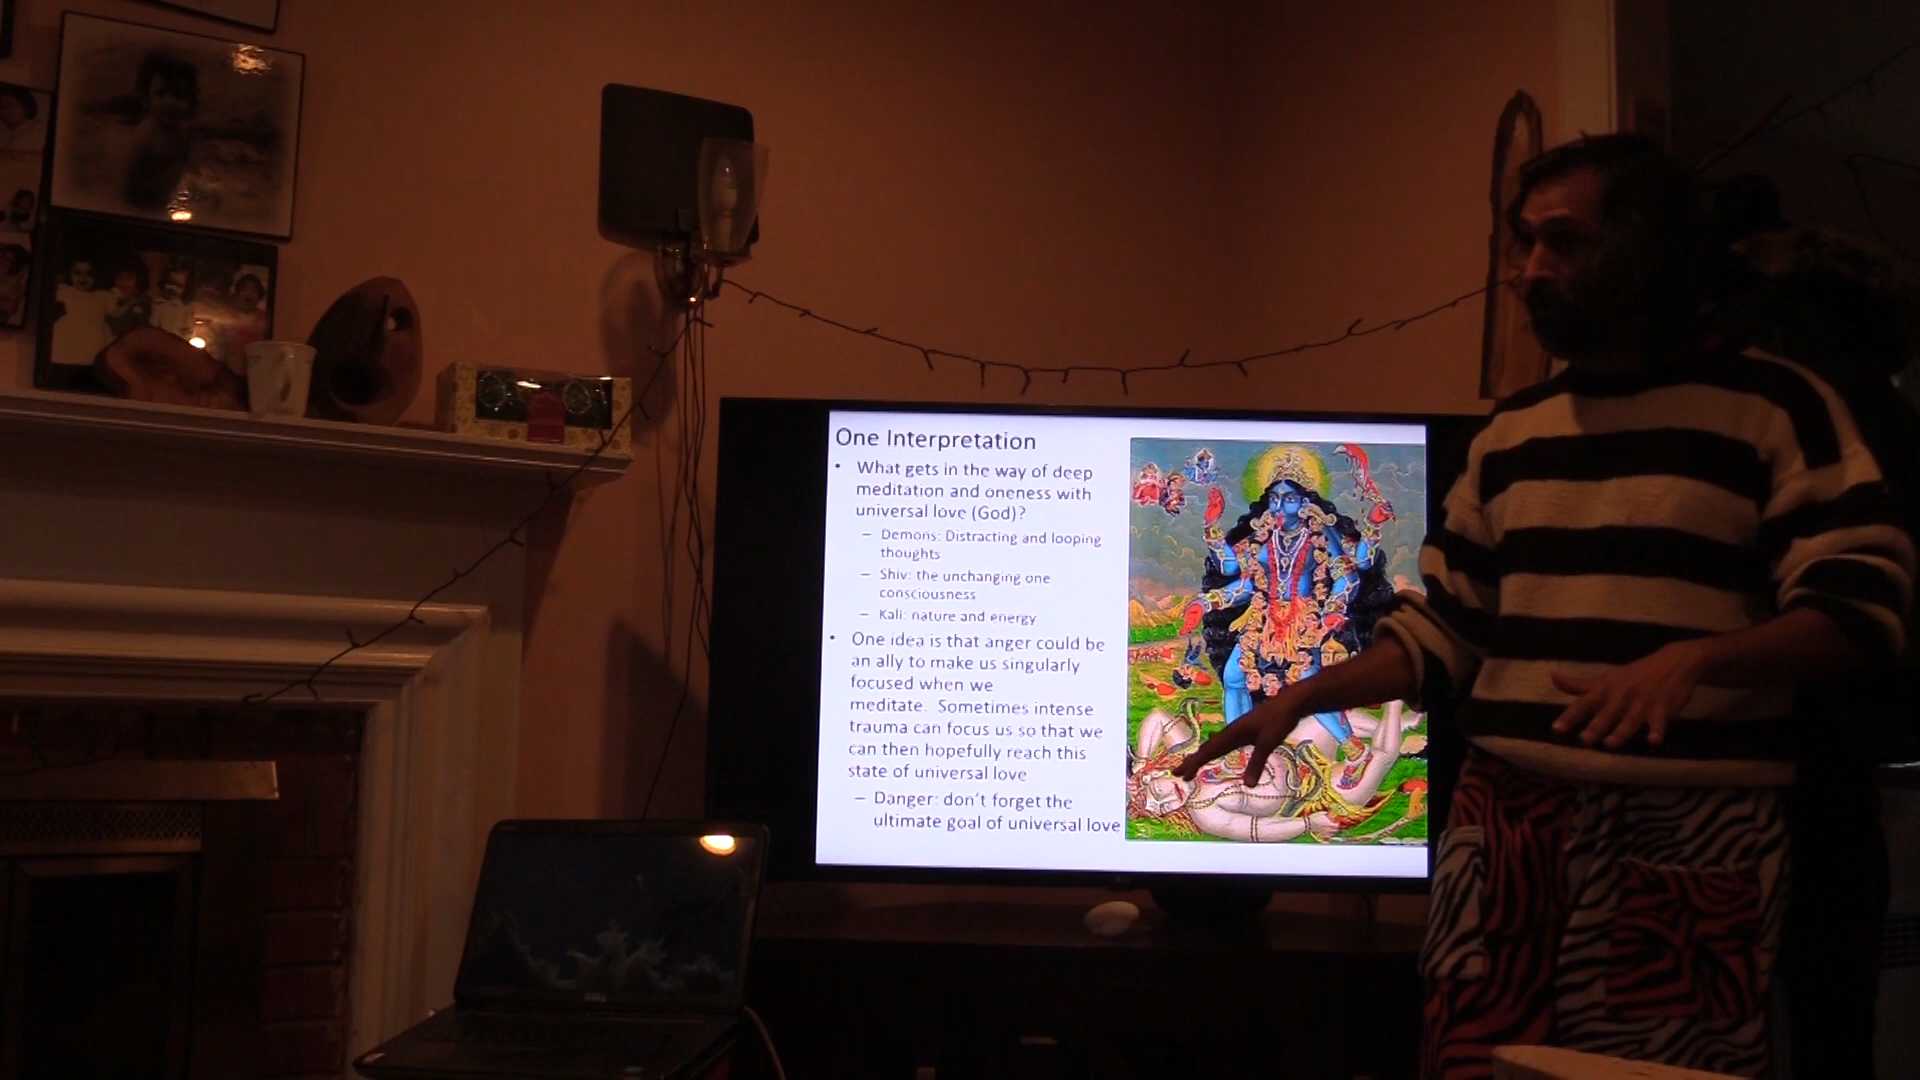 One Interpretation
• What gets in the way of deep
meditation and oneness with
universal love (God)?
– Demons: Distracting and looping
thoughts
– Shiv: the unchanging one
consciousness
– Kali: nature and energy
• One idea is that anger could be
an ally to make us singularly
focused when we
meditate. Sometimes intense
trauma can focus us so that we
can then hopefully reach this
state of universal love
– Danger: don't forget the
ultimate goal of universal love